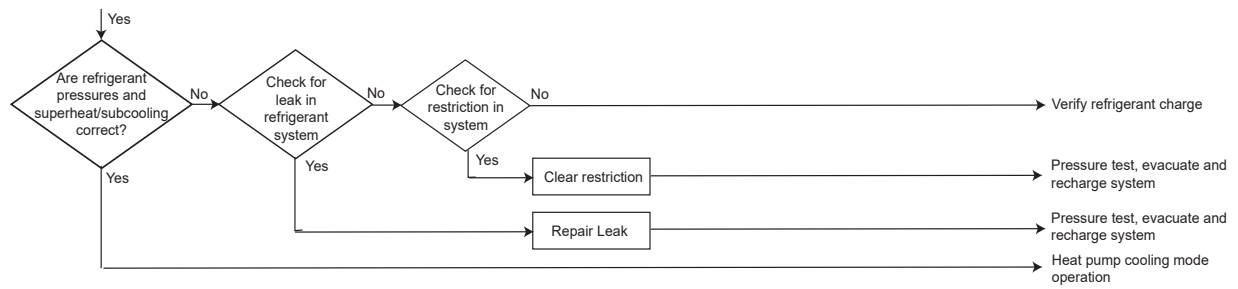 Yes
Are refrigerant
pressures and
superheat/subcooling
correct?
No
Check for
leak in
refrigerant
system
No
Check for
restriction in
system
No
Verify refrigerant charge
Yes
Clear restriction
Pressure test, evacuate and
recharge system
Yes
Repair Leak
Pressure test, evacuate and
recharge system
Yes
Heat pump cooling mode
operation